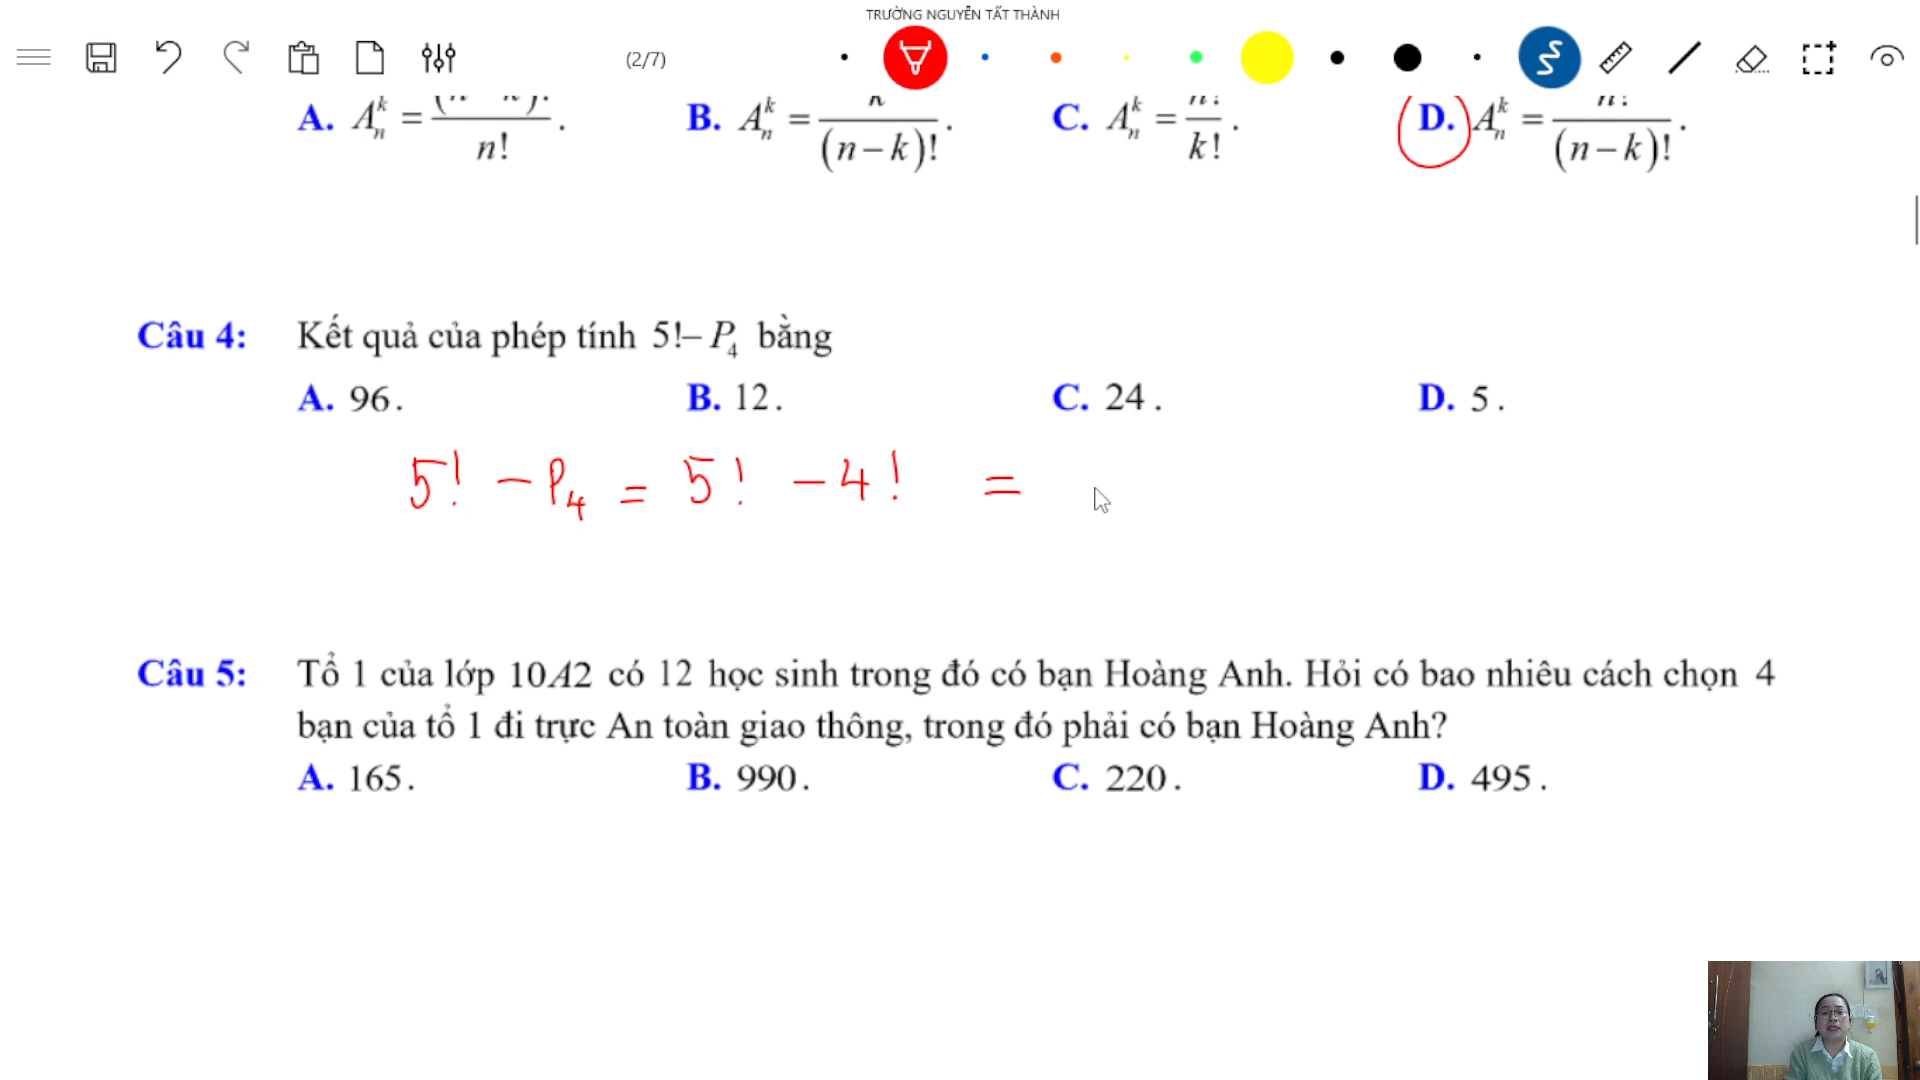 TRƯỜNG NGUYỄN TẤT THÀNH
(2/7)
A. A_n^k = (n-k)!/n! . B. A_n^k = k/(n-k)! . C. A_n^k = n!/k! . D. A_n^k = n!/(n-k)! .
Câu 4: Kết quả của phép tính 5!– P_4 bằng
A. 96. B. 12. C. 24. D. 5.
5! - P_4 = 5! - 4! =
Câu 5: Tổ 1 của lớp 10A2 có 12 học sinh trong đó có bạn Hoàng Anh. Hỏi có bao nhiêu cách chọn 4
bạn của tổ 1 đi trực An toàn giao thông, trong đó phải có bạn Hoàng Anh?
A. 165. B. 990. C. 220. D. 495.